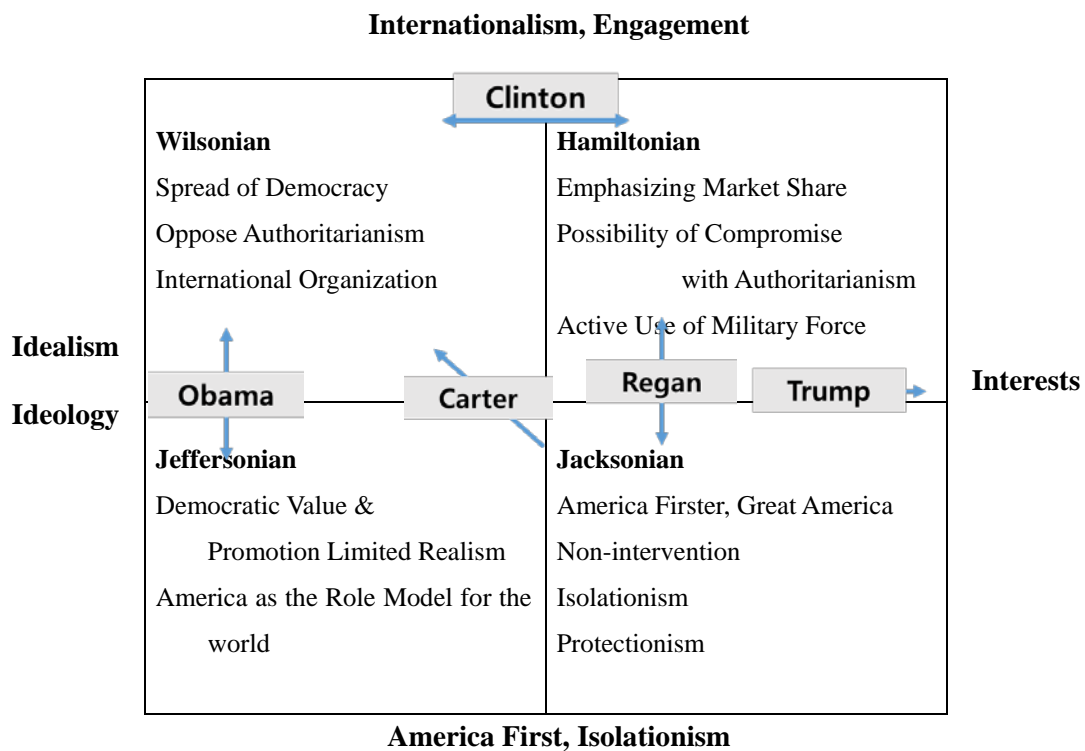 Internationalism, Engagement
Clinton
Wilsonian
Spread of Democracy
Oppose Authoritarianism
International Organization
Hamiltonian
Emphasizing Market Share
Possibility of Compromise
with Authoritarianism
Active Use of Military Force
Idealism
Ideology
Obama
Carter
Regan
Trump
Interests
Jeffersonian
Democratic Value &
Promotion Limited Realism
America as the Role Model for the
world
Jacksonian
America Firster, Great America
Non-intervention
Isolationism
Protectionism
America First, Isolationism